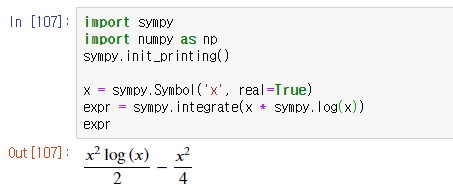 In [107]: import sympy
import numpy as np
sympy.init_printing()
x = sympy.Symbol('x', real=True)
expr = sympy.integrate(x * sympy.log(x))
expr
Out[107]: x² log (x)/2 − x²/4